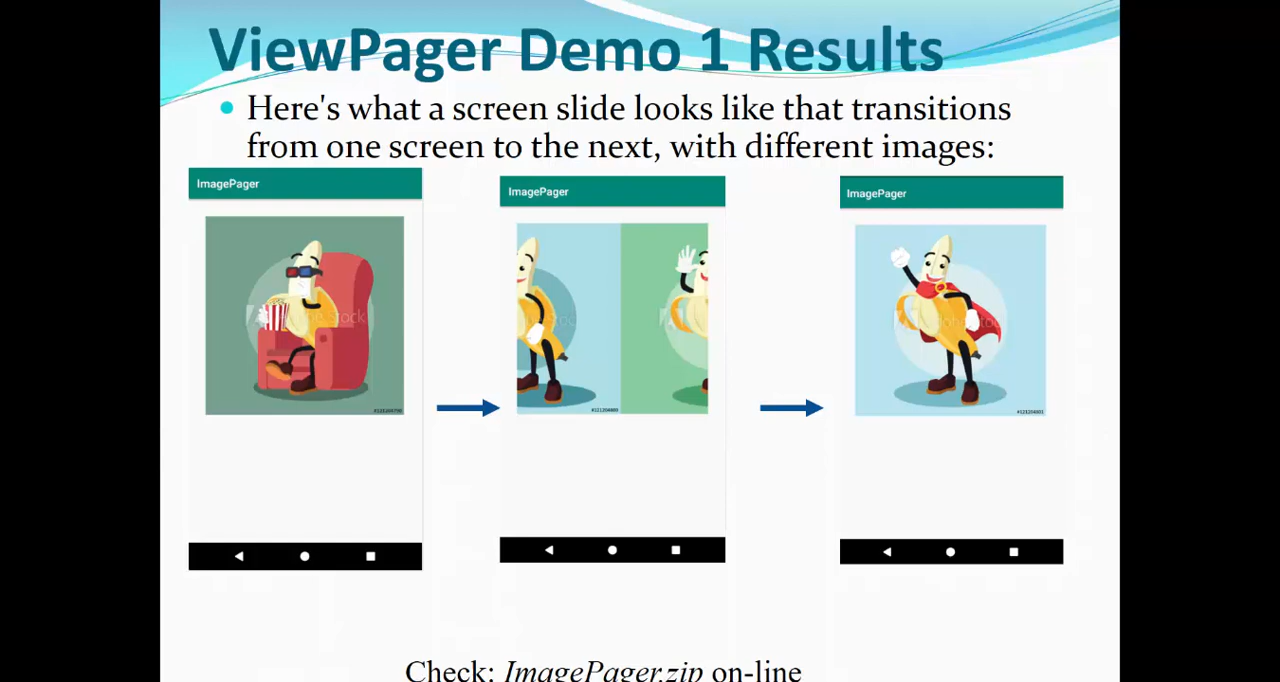 ViewPager Demo 1 Results
Here's what a screen slide looks like that transitions
from one screen to the next, with different images:
ImagePager
ImagePager
ImagePager
Check: ImagePager.zip on-line